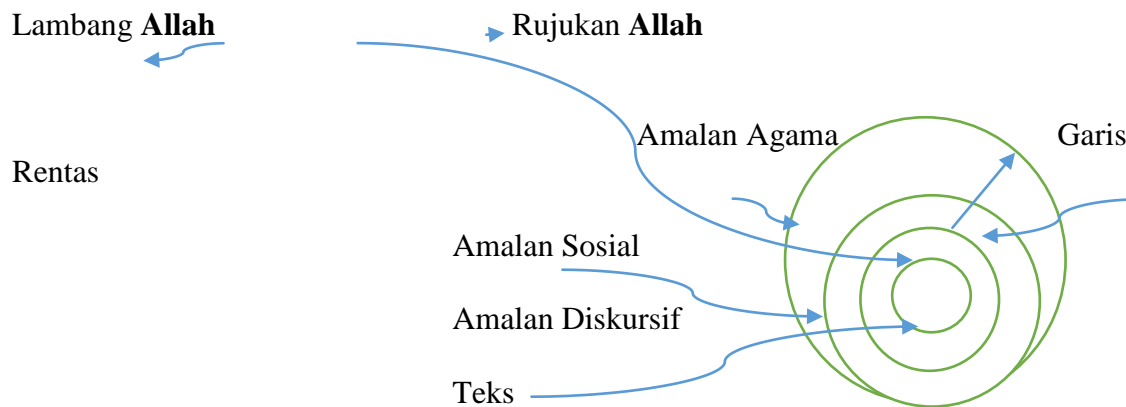 Lambang Allah Rujukan Allah
Amalan Agama Garis
Rentas
Amalan Sosial
Amalan Diskursif
Teks